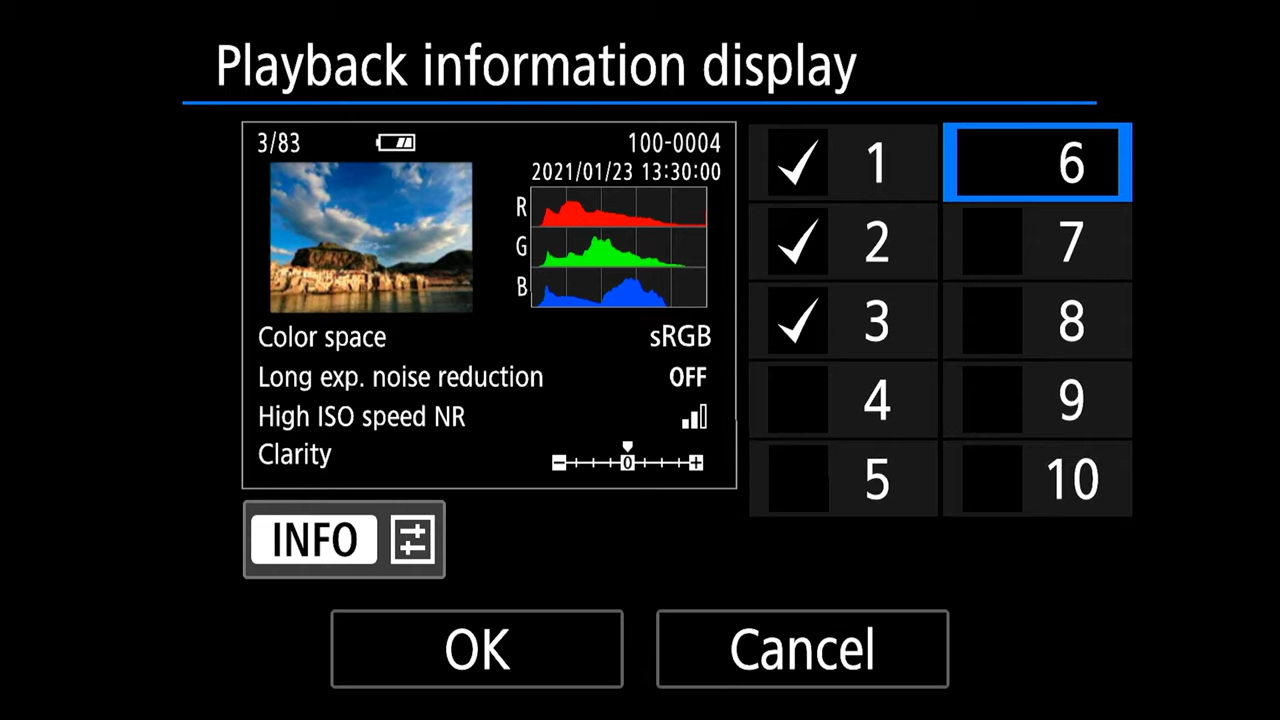 Playback information display
3/83 100-0004
2021/01/23 13:30:00
R
G
B
Color space sRGB
Long exp. noise reduction OFF
High ISO speed NR
Clarity 0
1 6
2 7
3 8
4 9
5 10
INFO
OK Cancel